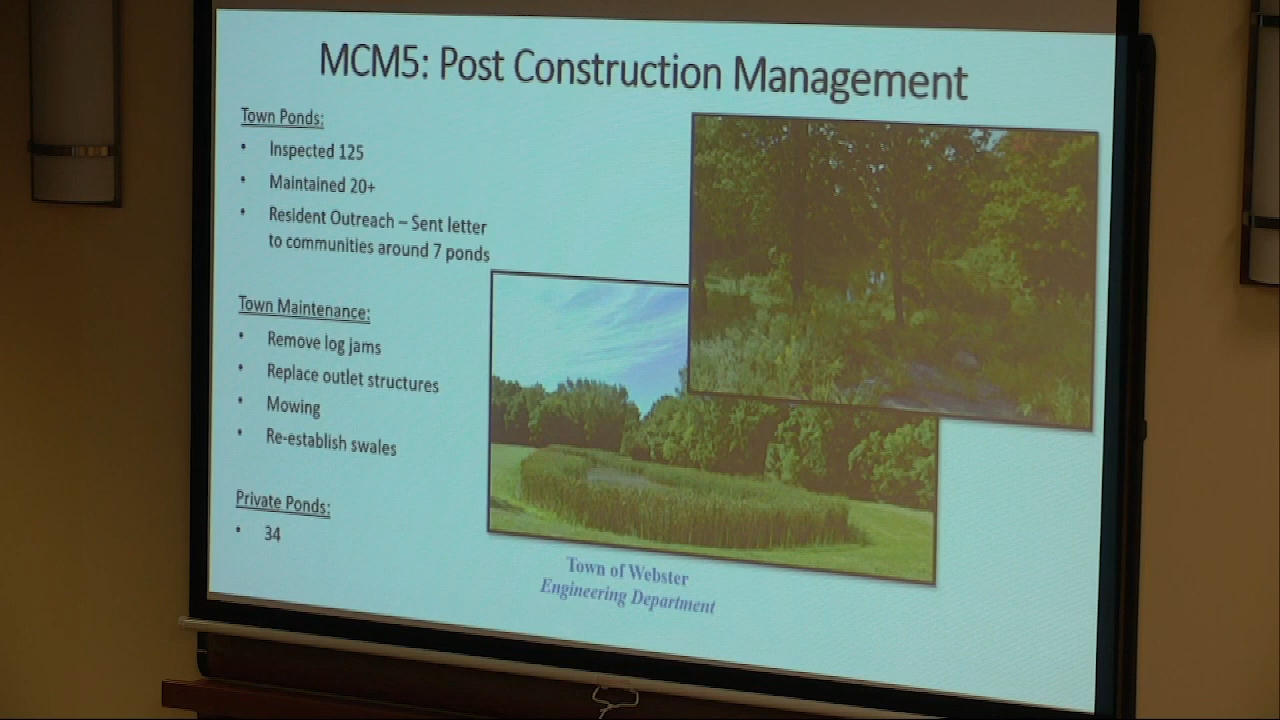 MCM5: Post Construction Management
Town Ponds:
• Inspected 125
• Maintained 20+
• Resident Outreach – Sent letter
to communities around 7 ponds
Town Maintenance:
• Remove log jams
• Replace outlet structures
• Mowing
• Re-establish swales
Private Ponds:
• 34
Town of Webster
Engineering Department